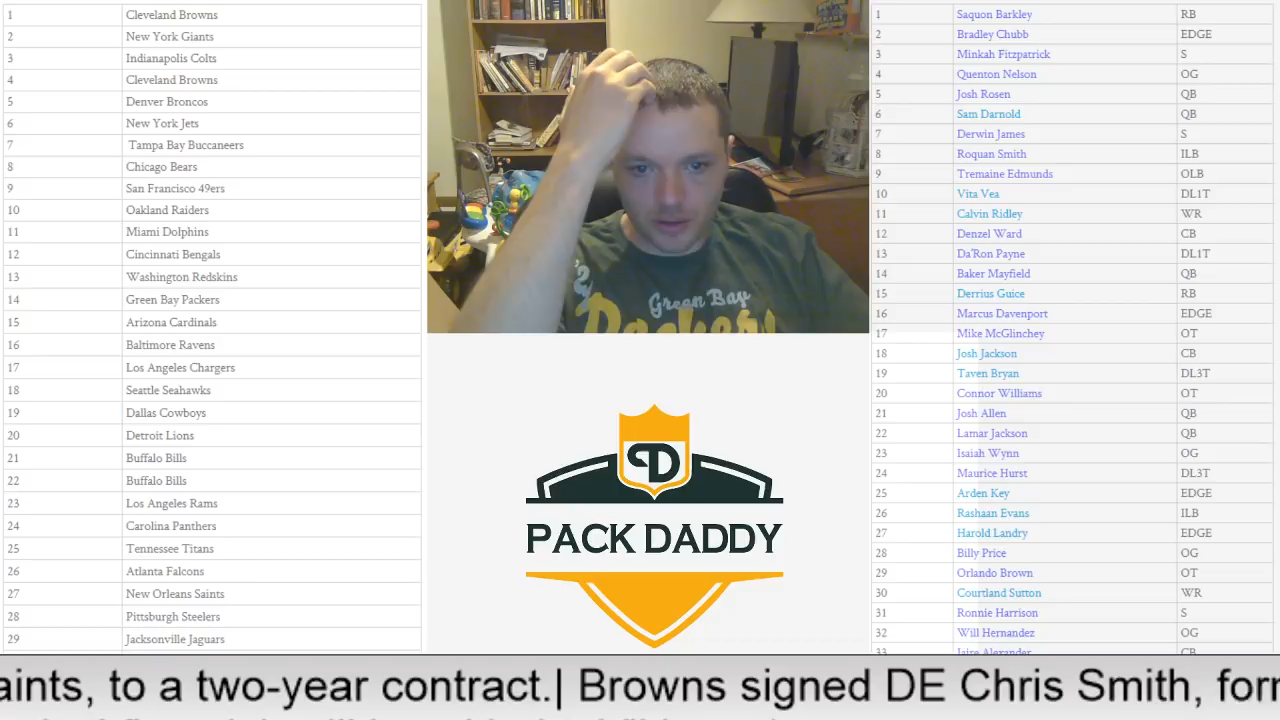 1 Cleveland Browns
2 New York Giants
3 Indianapolis Colts
4 Cleveland Browns
5 Denver Broncos
6 New York Jets
7 Tampa Bay Buccaneers
8 Chicago Bears
9 San Francisco 49ers
10 Oakland Raiders
11 Miami Dolphins
12 Cincinnati Bengals
13 Washington Redskins
14 Green Bay Packers
15 Arizona Cardinals
16 Baltimore Ravens
17 Los Angeles Chargers
18 Seattle Seahawks
19 Dallas Cowboys
20 Detroit Lions
21 Buffalo Bills
22 Buffalo Bills
23 Los Angeles Rams
24 Carolina Panthers
25 Tennessee Titans
26 Atlanta Falcons
27 New Orleans Saints
28 Pittsburgh Steelers
29 Jacksonville Jaguars
Green Bay
Packers
PD
PACK DADDY
1 Saquon Barkley RB
2 Bradley Chubb EDGE
3 Minkah Fitzpatrick S
4 Quenton Nelson OG
5 Josh Rosen QB
6 Sam Darnold QB
7 Derwin James S
8 Roquan Smith ILB
9 Tremaine Edmunds OLB
10 Vita Vea DL1T
11 Calvin Ridley WR
12 Denzel Ward CB
13 Da'Ron Payne DL1T
14 Baker Mayfield QB
15 Derrius Guice RB
16 Marcus Davenport EDGE
17 Mike McGlinchey OT
18 Josh Jackson CB
19 Taven Bryan DL3T
20 Connor Williams OT
21 Josh Allen QB
22 Lamar Jackson QB
23 Isaiah Wynn OG
24 Maurice Hurst DL3T
25 Arden Key EDGE
26 Rashaan Evans ILB
27 Harold Landry EDGE
28 Billy Price OG
29 Orlando Brown OT
30 Courtland Sutton WR
31 Ronnie Harrison S
32 Will Hernandez OG
33 Jaire Alexander CB
aints, to a two-year contract.| Browns signed DE Chris Smith, forn